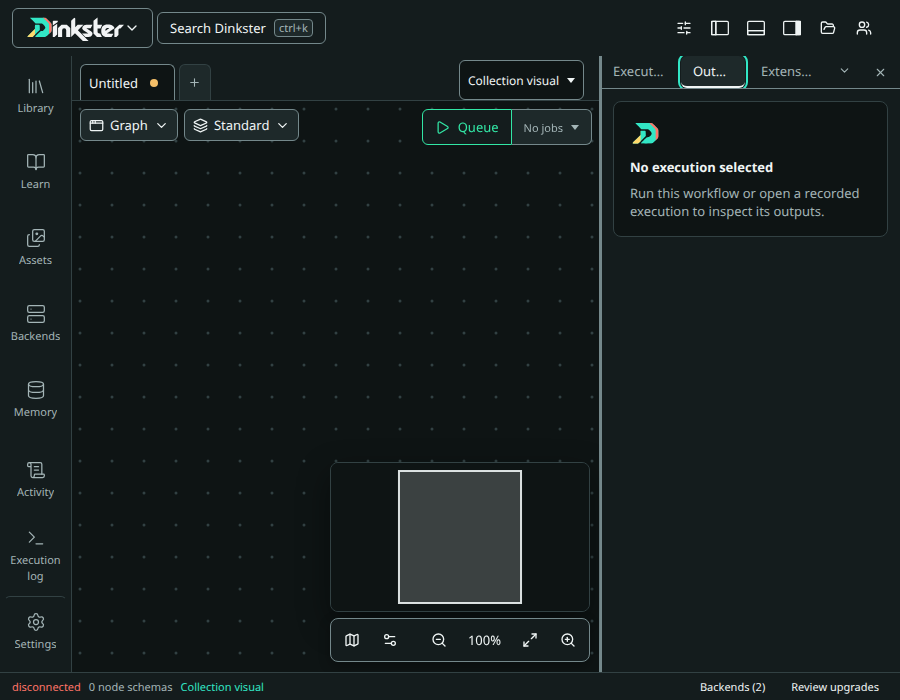 Dinkster
Search Dinkster ctrl+k
Library
Learn
Assets
Backends
Memory
Activity
Execution
log
Settings
Untitled
+
Collection visual
Graph
Standard
Queue
No jobs
100%
Execut...
Out...
Extens...
No execution selected
Run this workflow or open a recorded
execution to inspect its outputs.
disconnected 0 node schemas Collection visual
Backends (2) Review upgrades